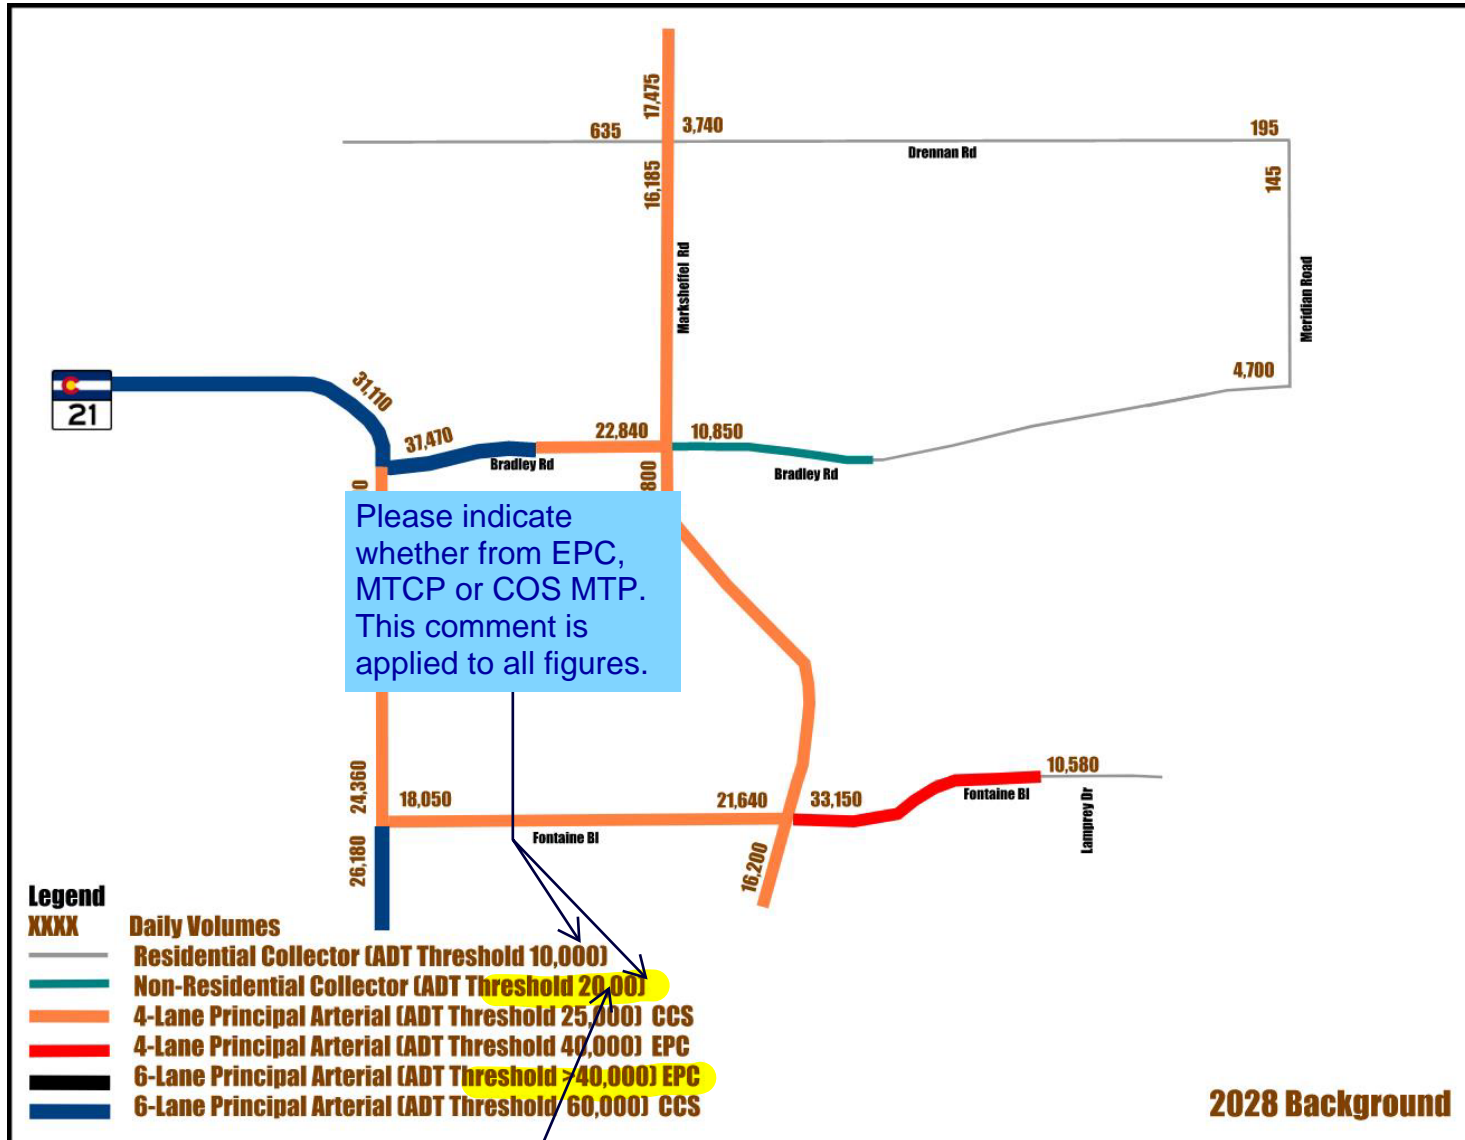 17,475
635
3,740
195
Drennan Rd
16,185
145
Marksheffel Rd
Meridian Road
4,700
31,110
21
37,470
22,840
10,850
Bradley Rd
Bradley Rd
800
0
Please indicate
whether from EPC,
MTCP or COS MTP.
This comment is
applied to all figures.
24,360
18,050
21,640
33,150
10,580
Fontaine Bl
Lamprey Dr
Fontaine Bl
26,180
16,200
Legend
XXXX Daily Volumes
Residential Collector (ADT Threshold 10,000)
Non-Residential Collector (ADT Threshold 20,00)
4-Lane Principal Arterial (ADT Threshold 25,000) CCS
4-Lane Principal Arterial (ADT Threshold 40,000) EPC
6-Lane Principal Arterial (ADT Threshold >40,000) EPC
6-Lane Principal Arterial (ADT Threshold 60,000) CCS
2028 Background